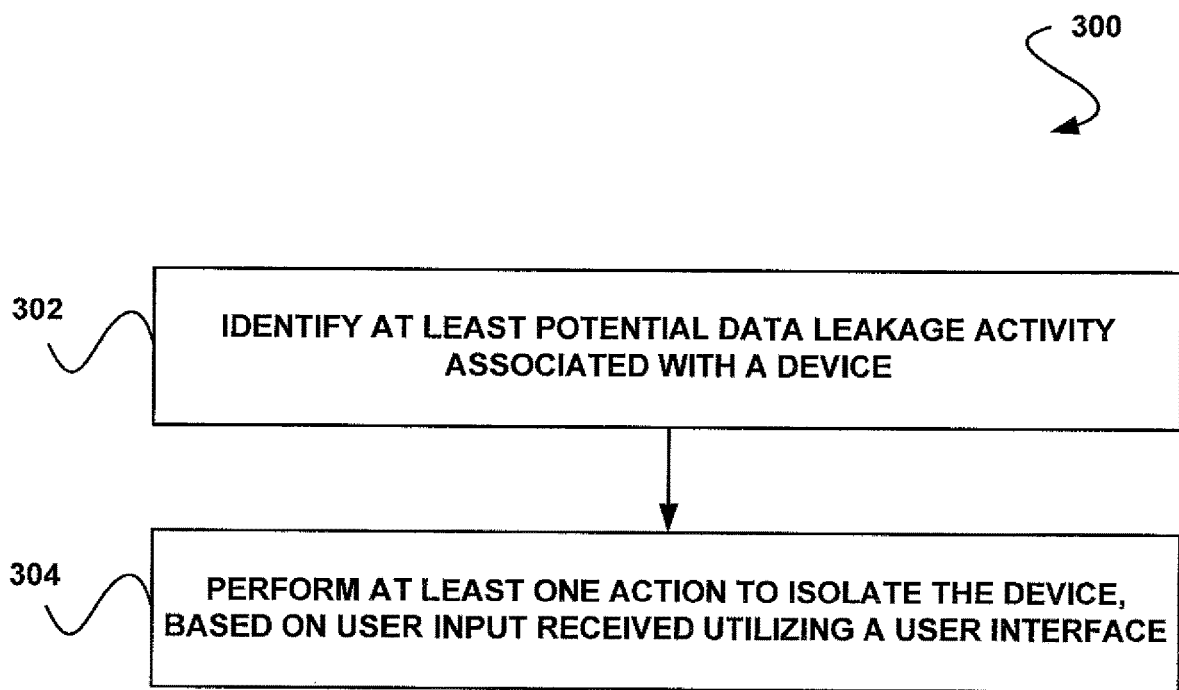 300
302
IDENTIFY AT LEAST POTENTIAL DATA LEAKAGE ACTIVITY
ASSOCIATED WITH A DEVICE
304
PERFORM AT LEAST ONE ACTION TO ISOLATE THE DEVICE,
BASED ON USER INPUT RECEIVED UTILIZING A USER INTERFACE